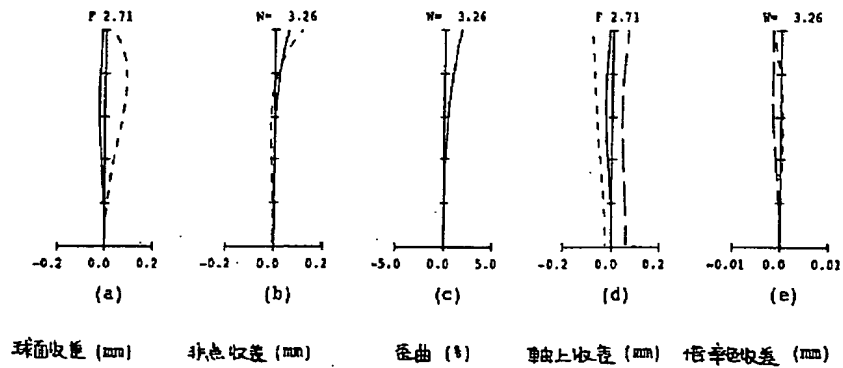 F 2.71 W= 3.26 W= 3.26 F 2.71 W= 3.26
-0.2 0.0 0.2 -0.2 0.0 0.2 -5.0 0.0 5.0 -0.2 0.0 0.2 -0.01 0.0 0.01
(a) (b) (c) (d) (e)
球面收差 (mm) 非点収差 (mm) 歪曲 (%) 軸上収差 (mm) 倍率色収差 (mm)